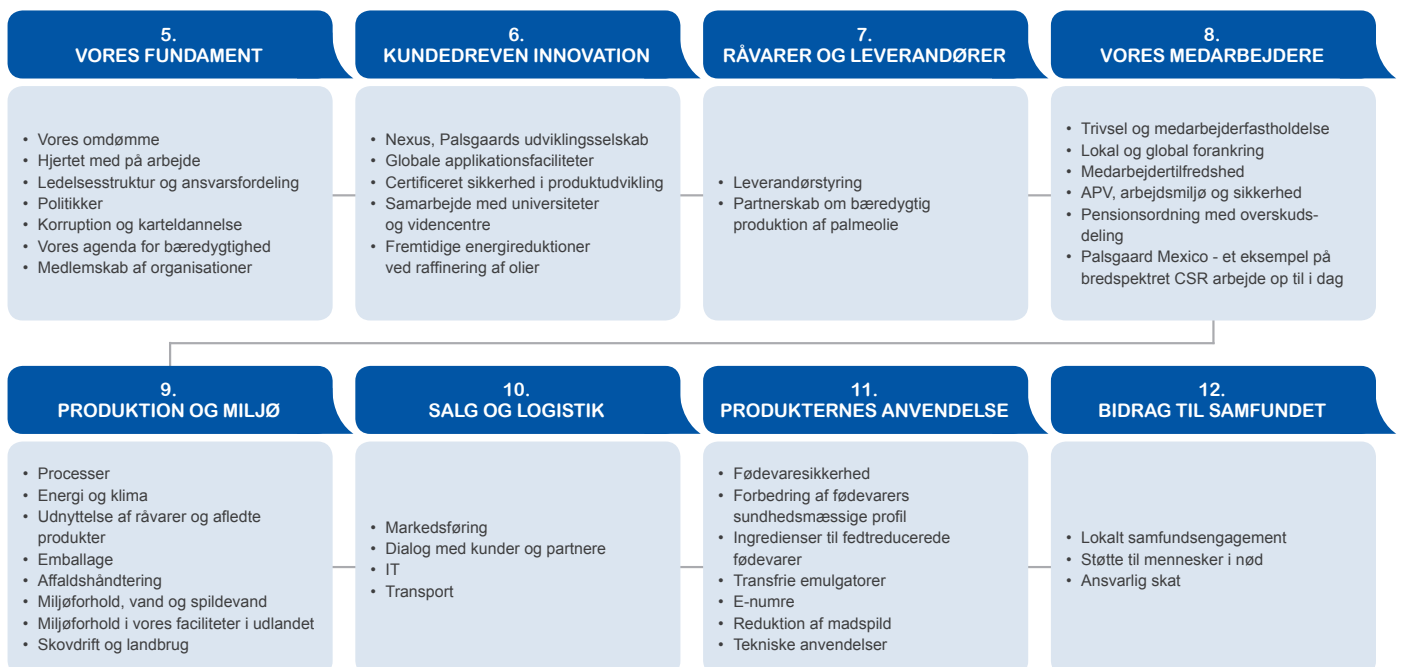 5.
VORES FUNDAMENT
• Vores omdømme
• Hjertet med på arbejde
• Ledelsesstruktur og ansvarsfordeling
• Politikker
• Korruption og karteldannelse
• Vores agenda for bæredygtighed
• Medlemskab af organisationer
6.
KUNDEDREVEN INNOVATION
• Nexus, Palsgaards udviklingsselskab
• Globale applikationsfaciliteter
• Certificeret sikkerhed i produktudvikling
• Samarbejde med universiteter
og videncentre
• Fremtidige energireduktioner
ved raffinering af olier
7.
RÅVARER OG LEVERANDØRER
• Leverandørstyring
• Partnerskab om bæredygtig
produktion af palmeolie
8.
VORES MEDARBEJDERE
• Trivsel og medarbejderfastholdelse
• Lokal og global forankring
• Medarbejdertilfredshed
• APV, arbejdsmiljø og sikkerhed
• Pensionsordning med overskuds-
deling
• Palsgaard Mexico - et eksempel på
bredspektret CSR arbejde op til i dag
9.
PRODUKTION OG MILJØ
• Processer
• Energi og klima
• Udnyttelse af råvarer og afledte
produkter
• Emballage
• Affaldshåndtering
• Miljøforhold, vand og spildevand
• Miljøforhold i vores faciliteter i udlandet
• Skovdrift og landbrug
10.
SALG OG LOGISTIK
• Markedsføring
• Dialog med kunder og partnere
• IT
• Transport
11.
PRODUKTERNES ANVENDELSE
• Fødevaresikkerhed
• Forbedring af fødevarers
sundhedsmæssige profil
• Ingredienser til fedtreducerede
fødevarer
• Transfrie emulgatorer
• E-numre
• Reduktion af madspild
• Tekniske anvendelser
12.
BIDRAG TIL SAMFUNDET
• Lokalt samfundsengagement
• Støtte til mennesker i nød
• Ansvarlig skat